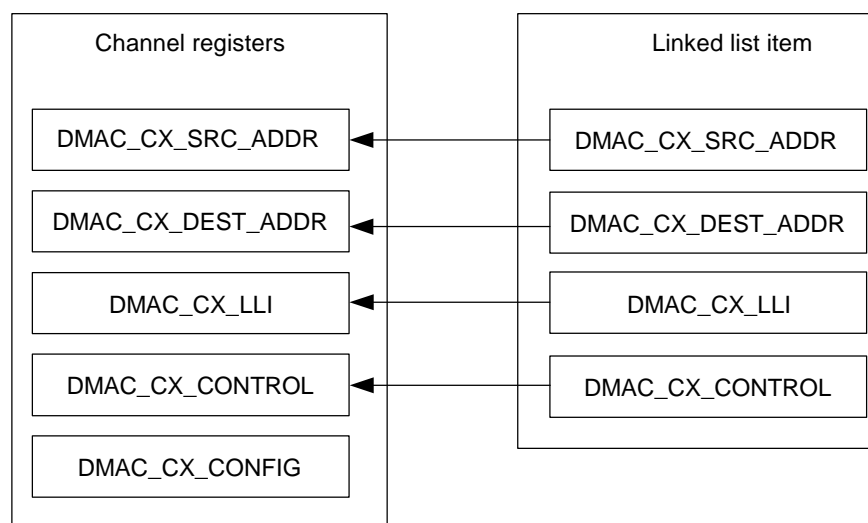 Channel registers
Linked list item
DMAC_CX_SRC_ADDR
DMAC_CX_SRC_ADDR
DMAC_CX_DEST_ADDR
DMAC_CX_DEST_ADDR
DMAC_CX_LLI
DMAC_CX_LLI
DMAC_CX_CONTROL
DMAC_CX_CONTROL
DMAC_CX_CONFIG